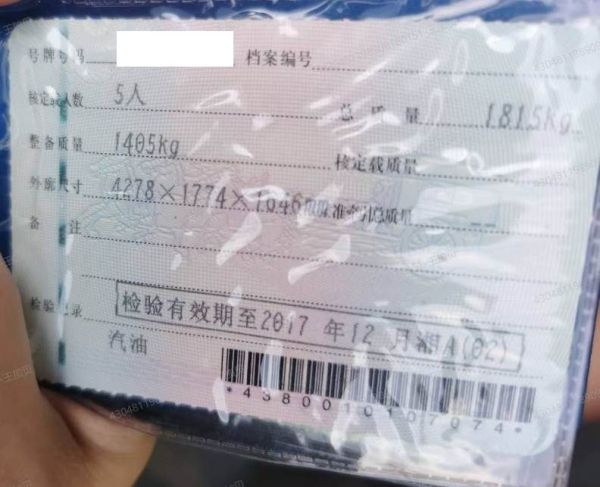 号牌号码 档案编号
核定载人数 5人 总质量 1815kg
整备质量 1405kg 核定载质量
外廓尺寸 4278×1774×1646mm 准牵引总质量 --
备注
检验记录 检验有效期至2017年12月湘A(02)
汽油
*4380010107074*